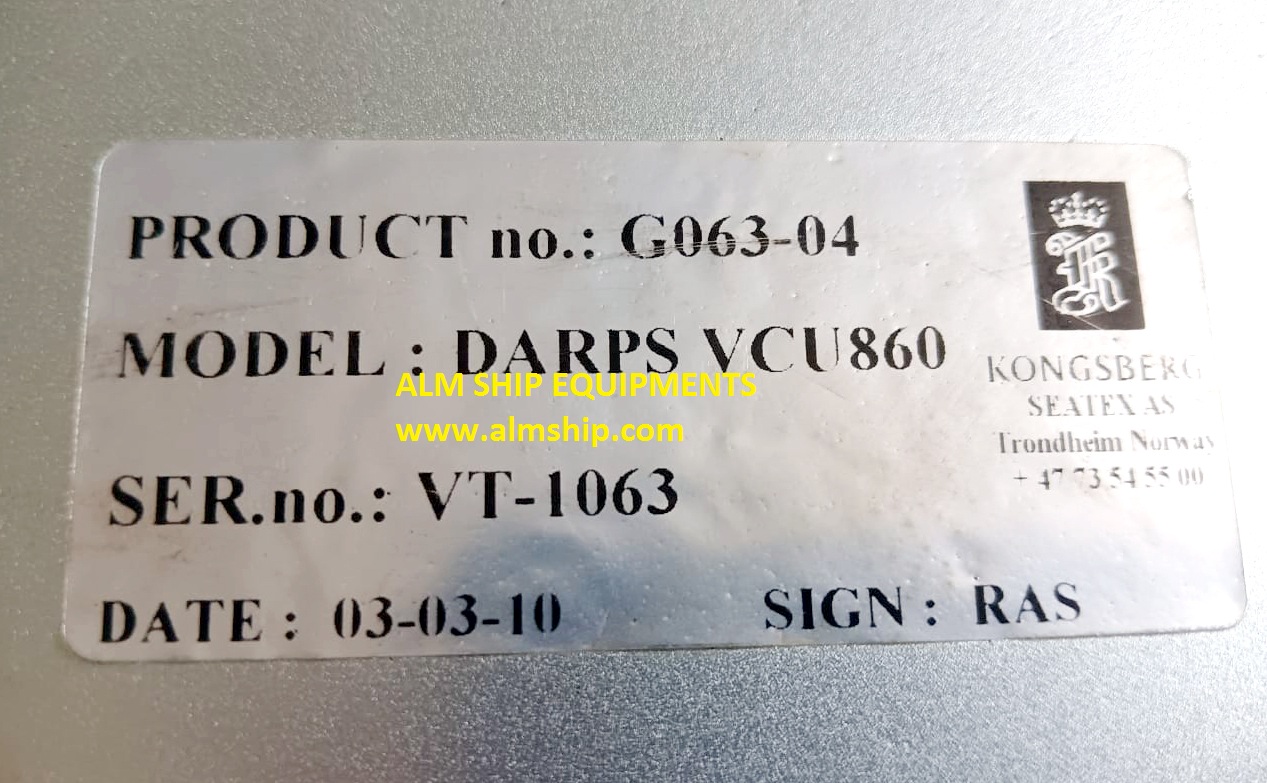 PRODUCT no.: G063-04
MODEL : DARPS VCU860
ALM SHIP EQUIPMENTS
www.almship.com
SER.no.: VT-1063
DATE : 03-03-10
SIGN : RAS
KONGSBERG
SEATEX AS
Trondheim Norway
+ 47 73 54 55 00